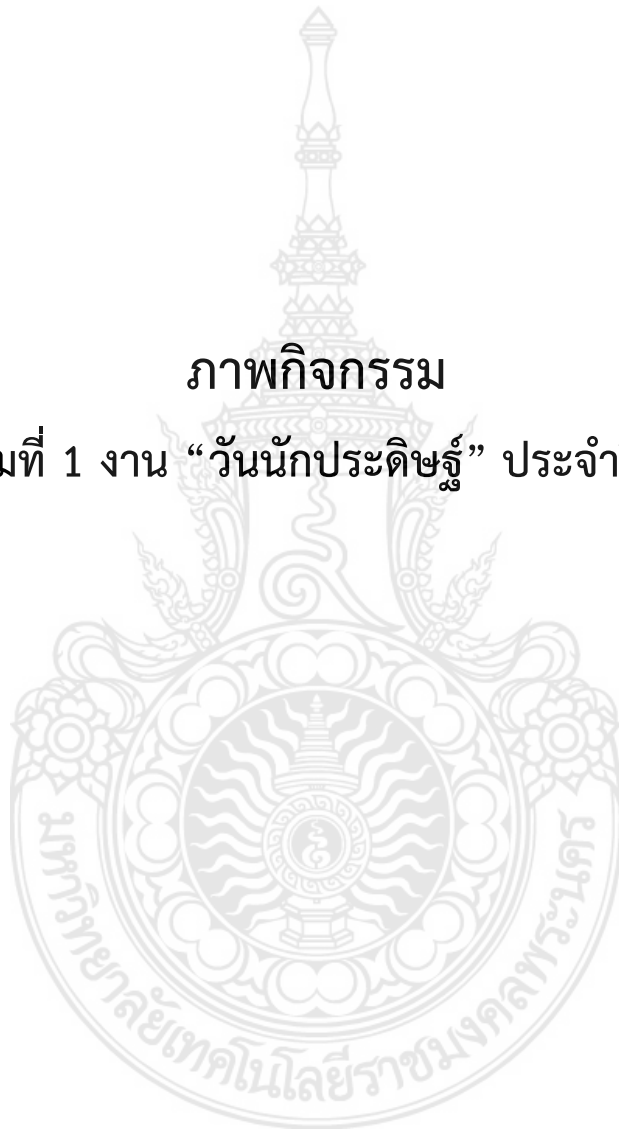 ภาพกิจกรรม
มที่ 1 งาน “วันนักประดิษฐ์” ประจำ
มหาวิทยาลัยเทคโนโลยีราชมงคลพระนคร